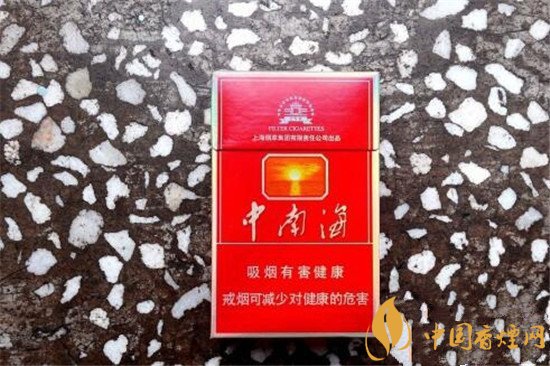 FILTER CIGARETTES
上海烟草集团有限责任公司出品
中南海
吸烟有害健康
戒烟可减少对健康的危害
中国香烟网